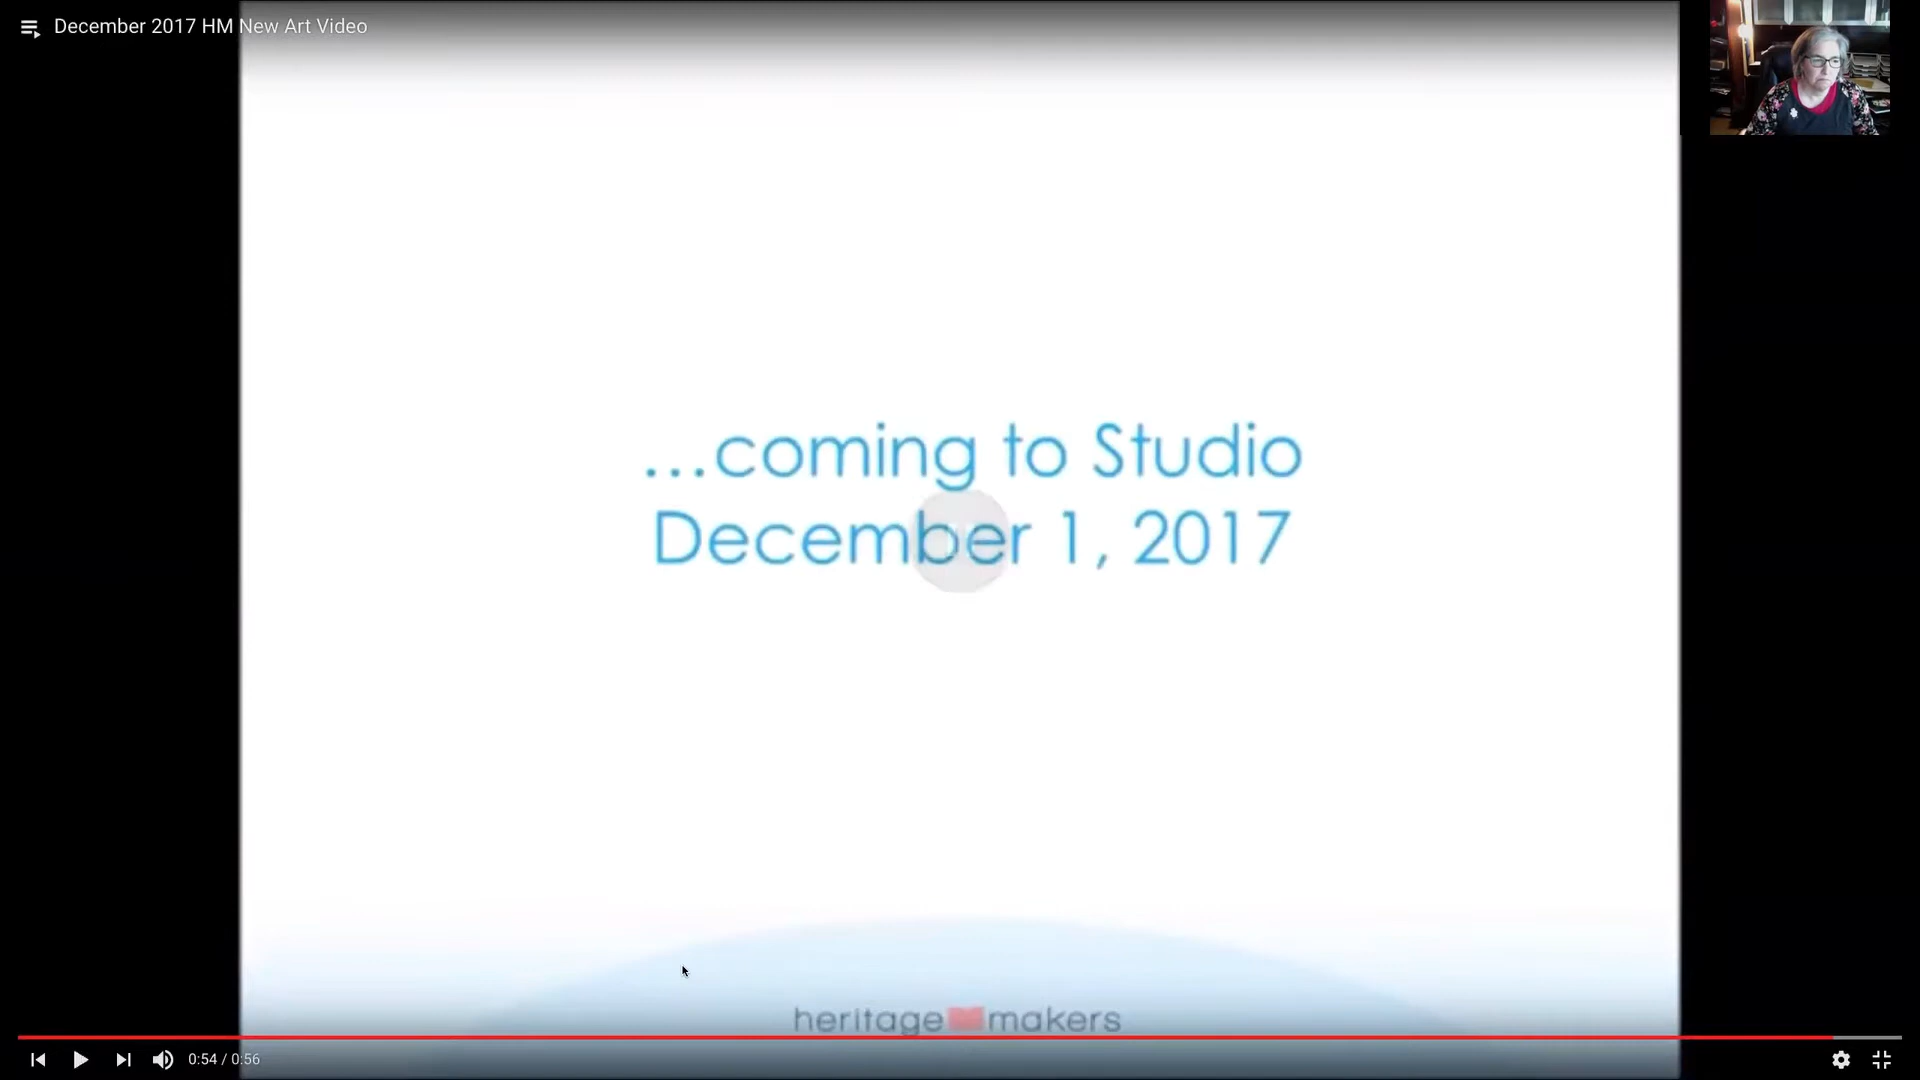 December 2017 HM New Art Video
...coming to Studio
December 1, 2017
heritage makers
0:54 / 0:56